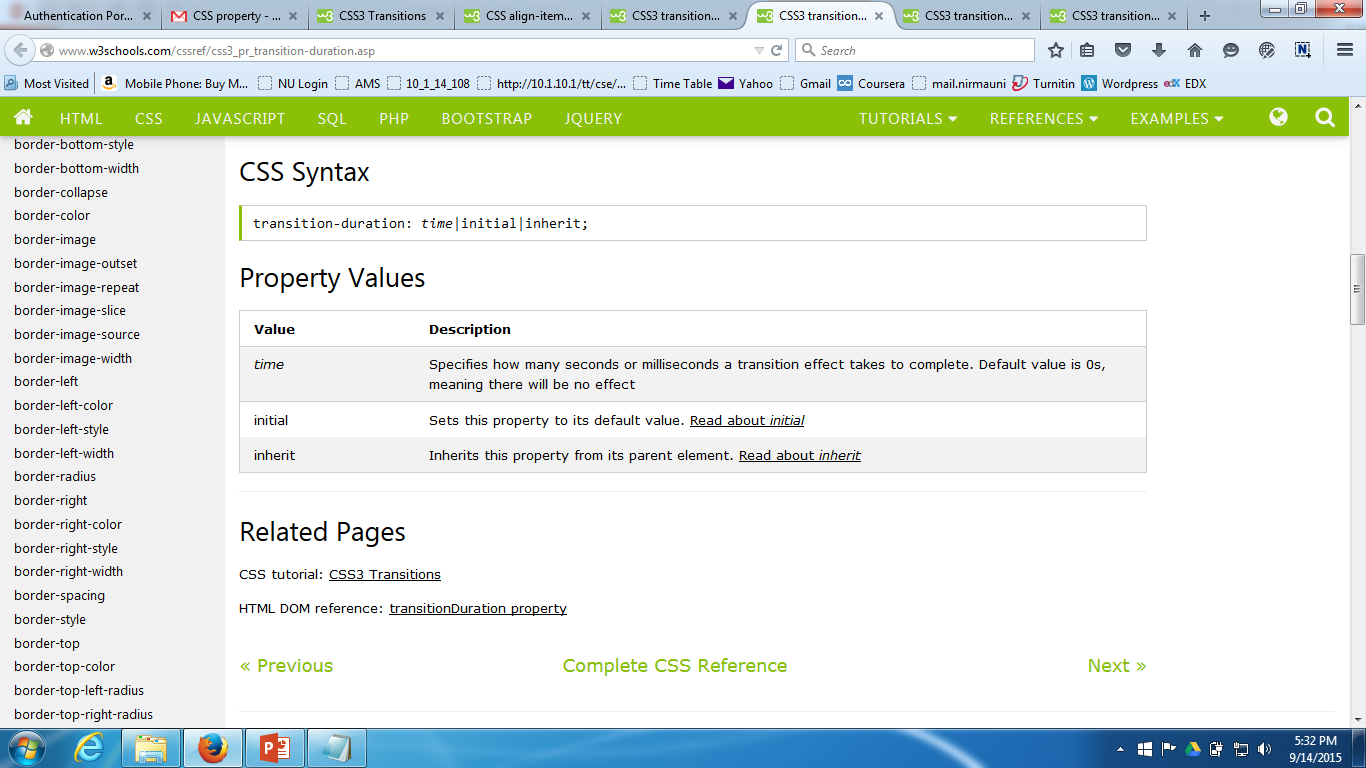 Authentication Por...
CSS property - ...
CSS3 Transitions
CSS align-item...
CSS3 transition...
CSS3 transition...
CSS3 transition...
CSS3 transition...
www.w3schools.com/cssref/css3_pr_transition-duration.asp
Search
Most Visited
Mobile Phone: Buy M...
NU Login
AMS
10_1_14_108
http://10.1.10.1/tt/cse/...
Time Table
Yahoo
Gmail
Coursera
mail.nirmauni
Turnitin
Wordpress
EDX
HTML CSS JAVASCRIPT SQL PHP BOOTSTRAP JQUERY TUTORIALS REFERENCES EXAMPLES
border-bottom-style
border-bottom-width
border-collapse
border-color
border-image
border-image-outset
border-image-repeat
border-image-slice
border-image-source
border-image-width
border-left
border-left-color
border-left-style
border-left-width
border-radius
border-right
border-right-color
border-right-style
border-right-width
border-spacing
border-style
border-top
border-top-color
border-top-left-radius
border-top-right-radius
CSS Syntax
transition-duration: time|initial|inherit;
Property Values
Value Description
time Specifies how many seconds or milliseconds a transition effect takes to complete. Default value is 0s,
meaning there will be no effect
initial Sets this property to its default value. Read about initial
inherit Inherits this property from its parent element. Read about inherit
Related Pages
CSS tutorial: CSS3 Transitions
HTML DOM reference: transitionDuration property
« Previous Complete CSS Reference Next »
5:32 PM
9/14/2015